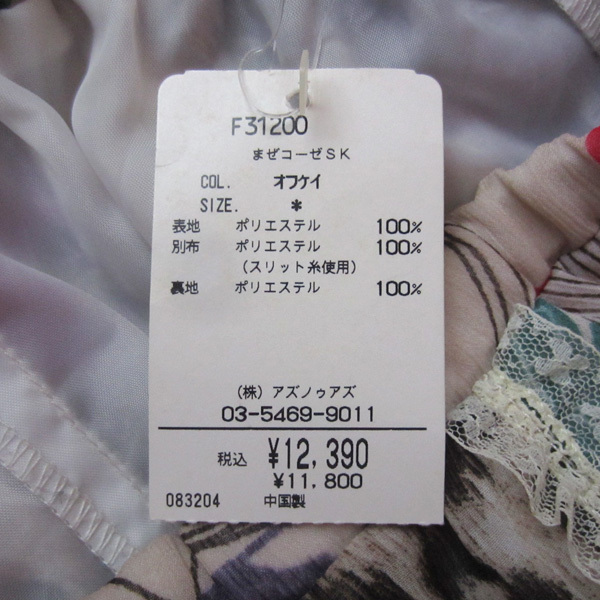 F31200
まぜコーゼSK
COL. オフケイ
SIZE. *
表地 ポリエステル 100%
別布 ポリエステル 100%
(スリット糸使用)
裏地 ポリエステル 100%
(株) アズノゥアズ
03-5469-9011
税込 ¥12,390
¥11,800
083204 中国製